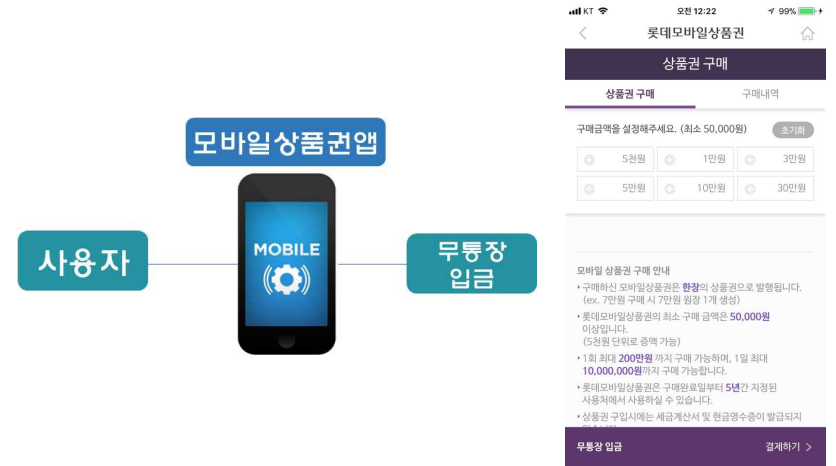 모바일상품권앱
사용자
MOBILE
무통장
입금
KT
오전 12:22
99%
롯데모바일상품권
상품권 구매
상품권 구매
구매내역
구매금액을 설정해주세요. (최소 50,000원)
초기화
5천원 1만원 3만원
5만원 10만원 30만원
모바일 상품권 구매 안내
• 구매하신 모바일상품권은 한장의 상품권으로 발행됩니다.
(ex. 7만원 구매 시 7만원 원장 1개 생성)
• 롯데모바일상품권의 최소 구매 금액은 50,000원
이상입니다.
(5천원 단위로 증액 가능)
• 1회 최대 200만원 까지 구매 가능하며, 1일 최대
10,000,000원까지 구매 가능합니다.
• 롯데모바일상품권은 구매완료일부터 5년간 지정된
사용처에서 사용하실 수 있습니다.
• 상품권 구입시에는 세금계산서 및 현금영수증이 발급되지
무통장 입금
결제하기 >